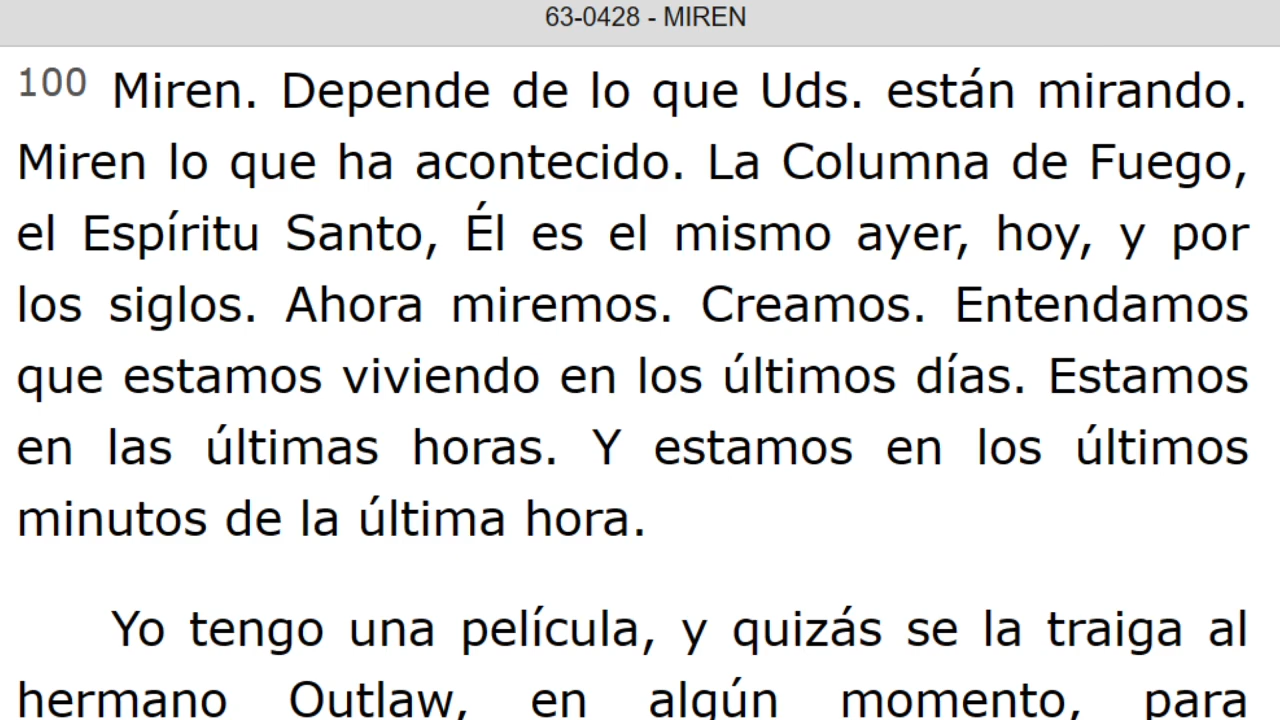 63-0428 - MIREN
100 Miren. Depende de lo que Uds. están mirando.
Miren lo que ha acontecido. La Columna de Fuego,
el Espíritu Santo, Él es el mismo ayer, hoy, y por
los siglos. Ahora miremos. Creamos. Entendamos
que estamos viviendo en los últimos días. Estamos
en las últimas horas. Y estamos en los últimos
minutos de la última hora.
Yo tengo una película, y quizás se la traiga al
hermano Outlaw, en algún momento, para